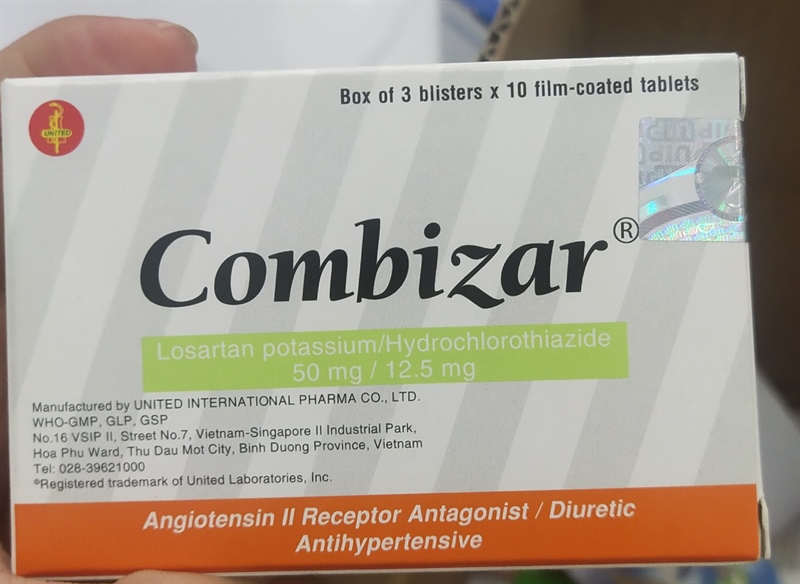 Box of 3 blisters x 10 film-coated tablets
UNITED
Combizar®
Losartan potassium/Hydrochlorothiazide
50 mg / 12.5 mg
Manufactured by UNITED INTERNATIONAL PHARMA CO., LTD.
WHO-GMP, GLP, GSP
No.16 VSIP II, Street No.7, Vietnam-Singapore II Industrial Park,
Hoa Phu Ward, Thu Dau Mot City, Binh Duong Province, Vietnam
Tel: 028-39621000
®Registered trademark of United Laboratories, Inc.
Angiotensin II Receptor Antagonist / Diuretic
Antihypertensive